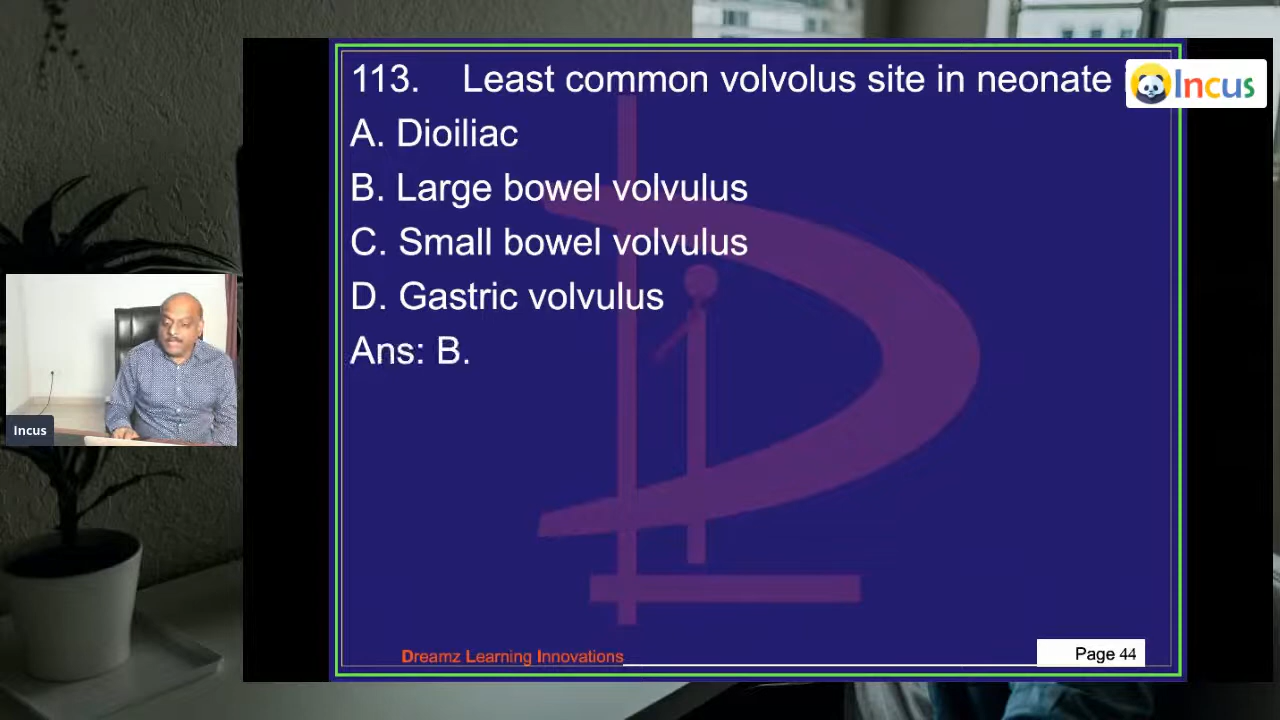 113. Least common volvolus site in neonate
Incus
A. Dioiliac
B. Large bowel volvulus
C. Small bowel volvulus
D. Gastric volvulus
Ans: B.
Incus
Dreamz Learning Innovations
Page 44